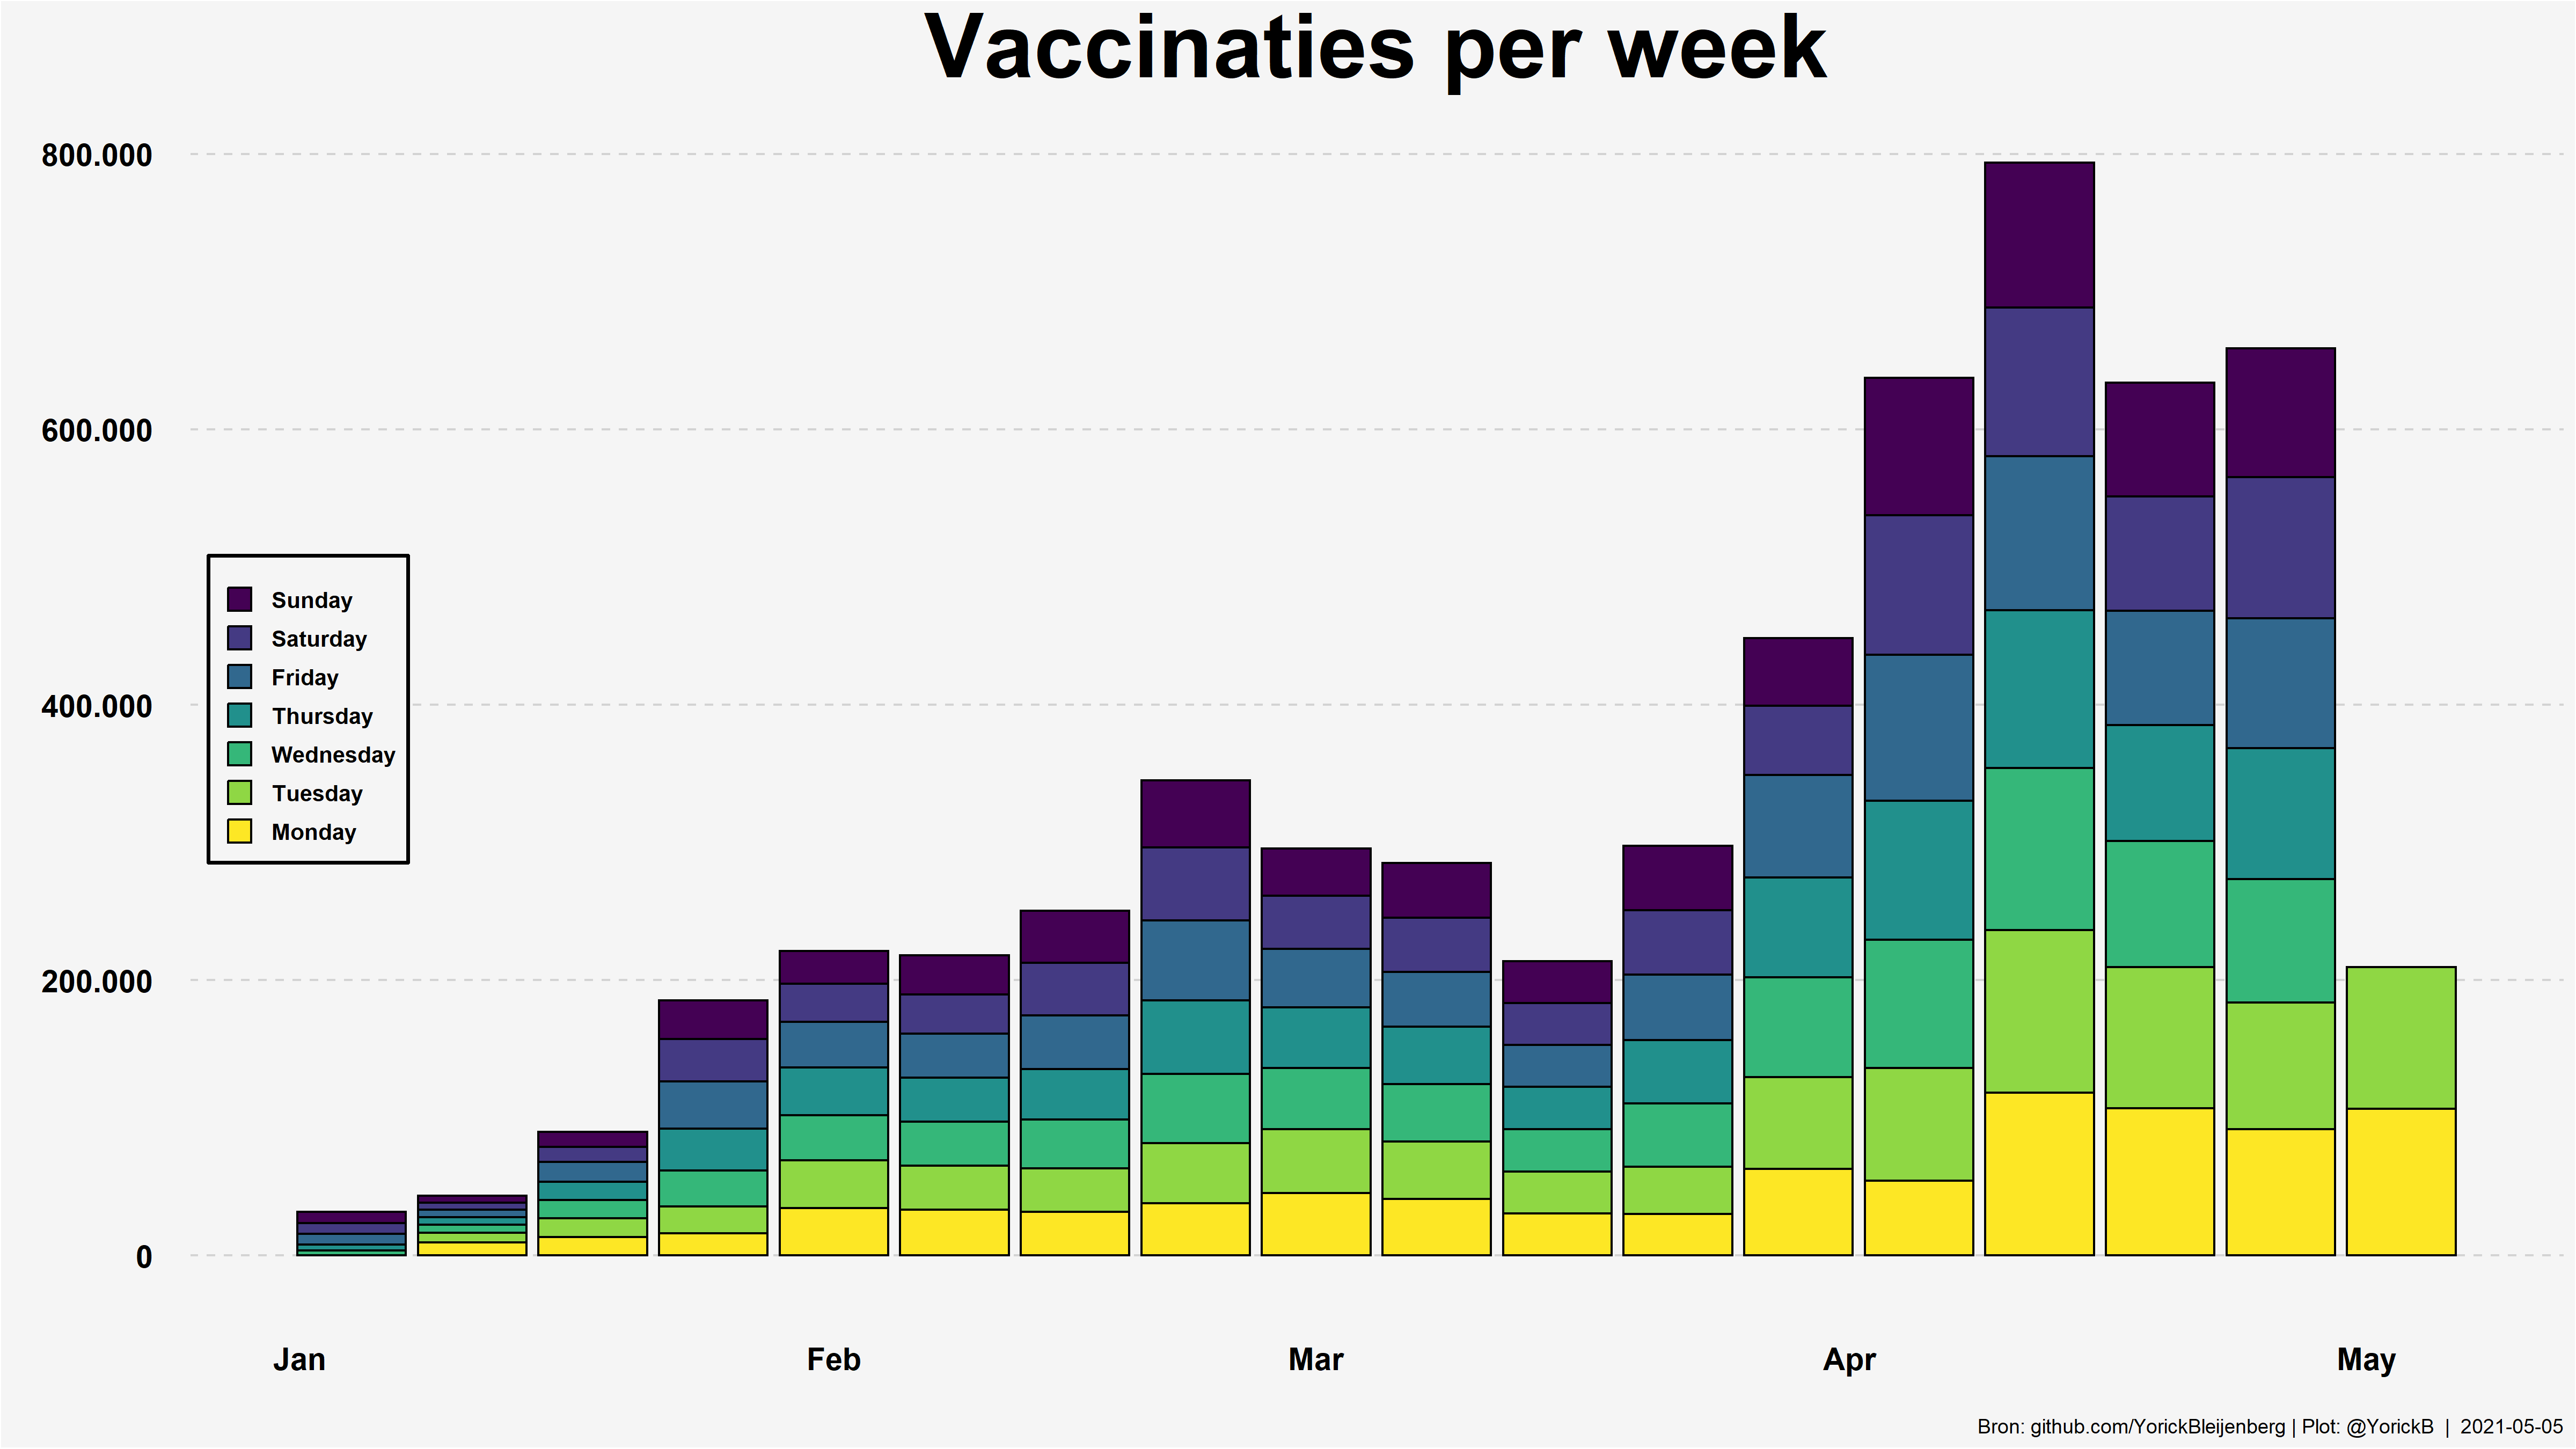 Vaccinaties per week
800.000
600.000
400.000
200.000
0
Sunday
Saturday
Friday
Thursday
Wednesday
Tuesday
Monday
Jan Feb Mar Apr May
Bron: github.com/YorickBleijenberg | Plot: @YorickB | 2021-05-05